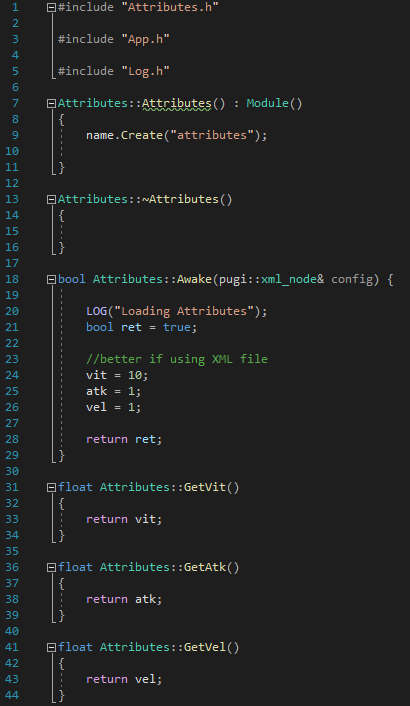 1 #include "Attributes.h"
2
3 #include "App.h"
4
5 #include "Log.h"
6
7 Attributes::Attributes() : Module()
8 {
9 name.Create("attributes");
10
11 }
12
13 Attributes::~Attributes()
14 {
15
16 }
17
18 bool Attributes::Awake(pugi::xml_node& config) {
19
20 LOG("Loading Attributes");
21 bool ret = true;
22
23 //better if using XML file
24 vit = 10;
25 atk = 1;
26 vel = 1;
27
28 return ret;
29 }
30
31 float Attributes::GetVit()
32 {
33 return vit;
34 }
35
36 float Attributes::GetAtk()
37 {
38 return atk;
39 }
40
41 float Attributes::GetVel()
42 {
43 return vel;
44 }